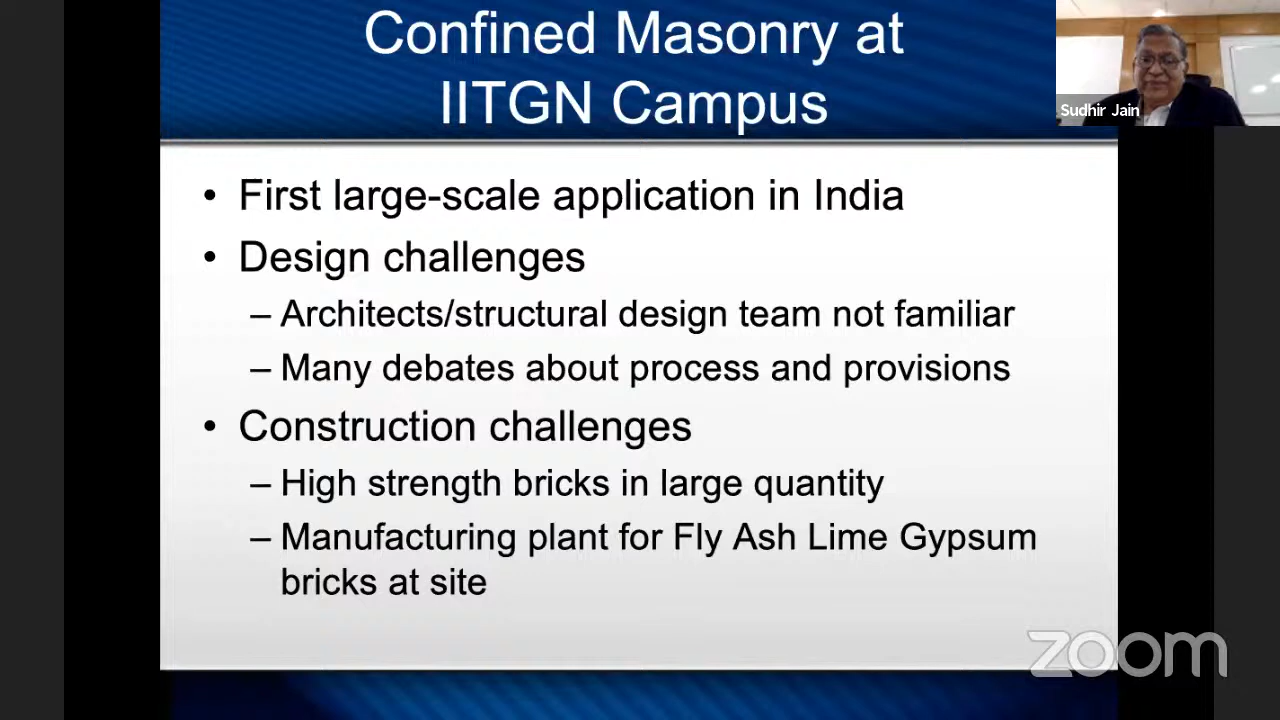 Confined Masonry at
IITGN Campus
Sudhir Jain
• First large-scale application in India
• Design challenges
– Architects/structural design team not familiar
– Many debates about process and provisions
• Construction challenges
– High strength bricks in large quantity
– Manufacturing plant for Fly Ash Lime Gypsum
bricks at site
zoom